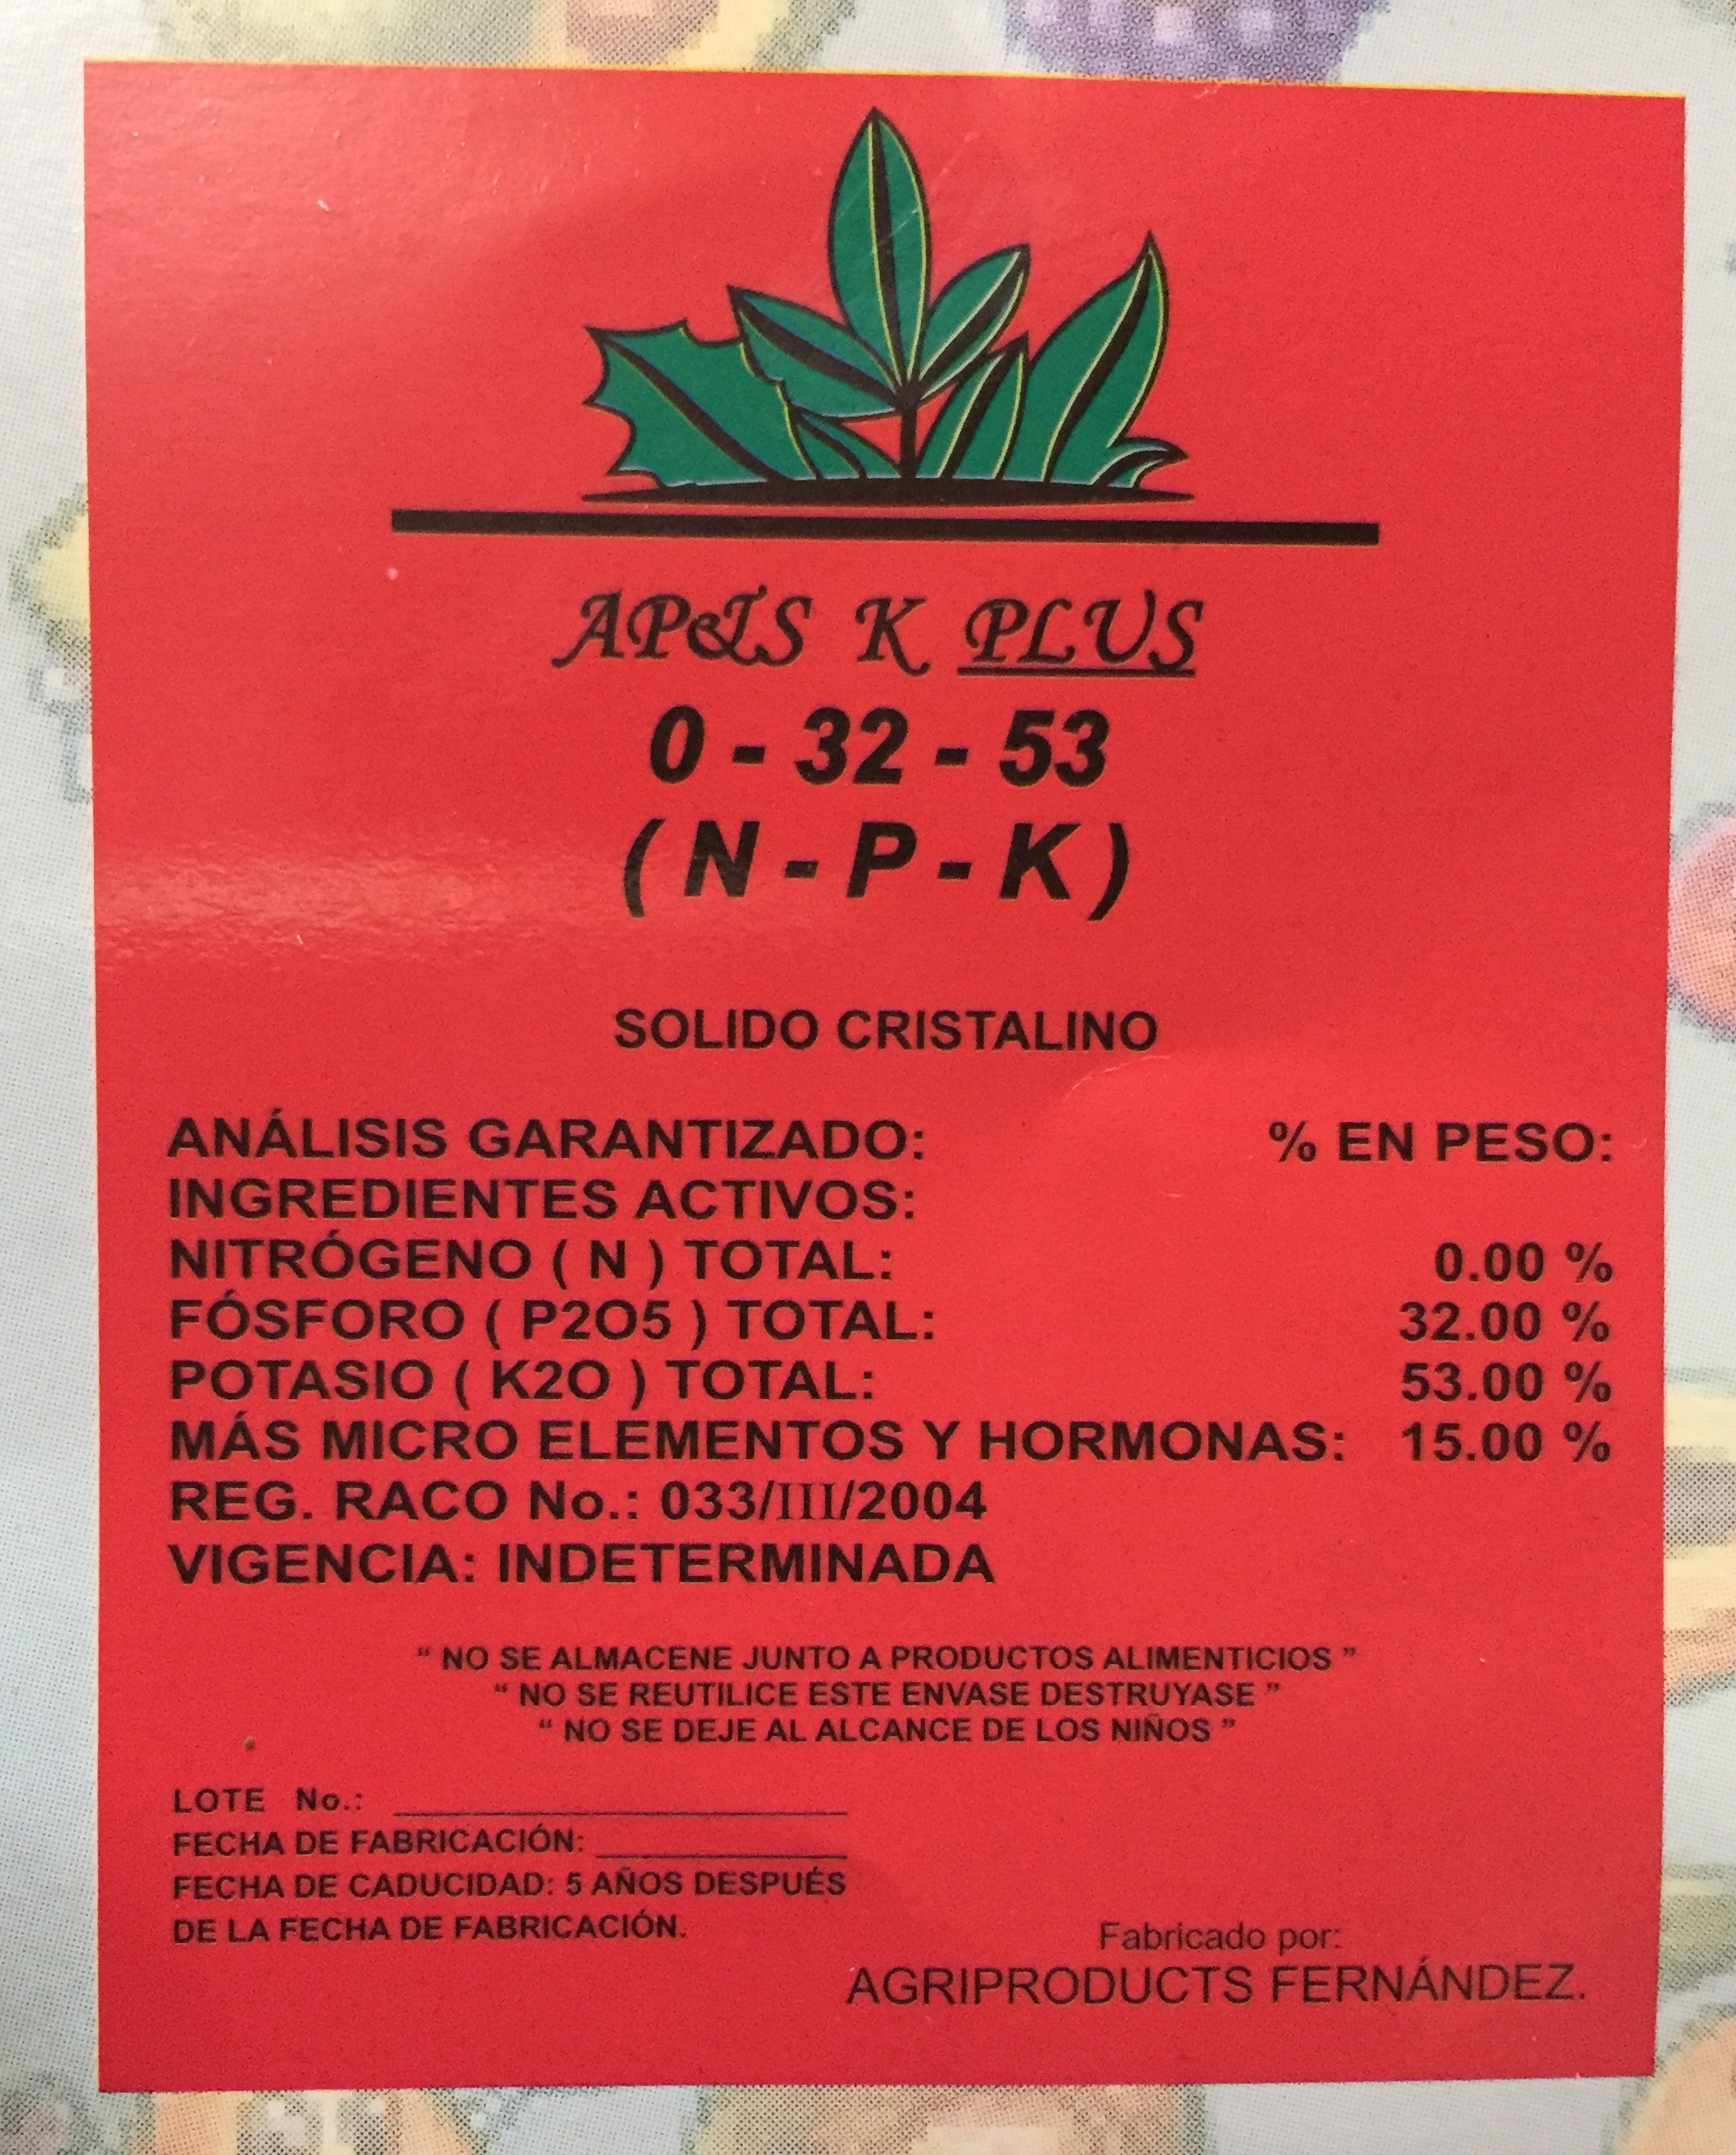 AP&S K PLUS
0 - 32 - 53
( N - P - K )
SOLIDO CRISTALINO
ANÁLISIS GARANTIZADO: % EN PESO:
INGREDIENTES ACTIVOS:
NITRÓGENO ( N ) TOTAL: 0.00 %
FÓSFORO ( P2O5 ) TOTAL: 32.00 %
POTASIO ( K2O ) TOTAL: 53.00 %
MÁS MICRO ELEMENTOS Y HORMONAS: 15.00 %
REG. RACO No.: 033/III/2004
VIGENCIA: INDETERMINADA
“ NO SE ALMACENE JUNTO A PRODUCTOS ALIMENTICIOS ”
“ NO SE REUTILICE ESTE ENVASE DESTRUYASE ”
“ NO SE DEJE AL ALCANCE DE LOS NIÑOS ”
LOTE No.:
FECHA DE FABRICACIÓN:
FECHA DE CADUCIDAD: 5 AÑOS DESPUÉS
DE LA FECHA DE FABRICACIÓN.
Fabricado por:
AGRIPRODUCTS FERNÁNDEZ.